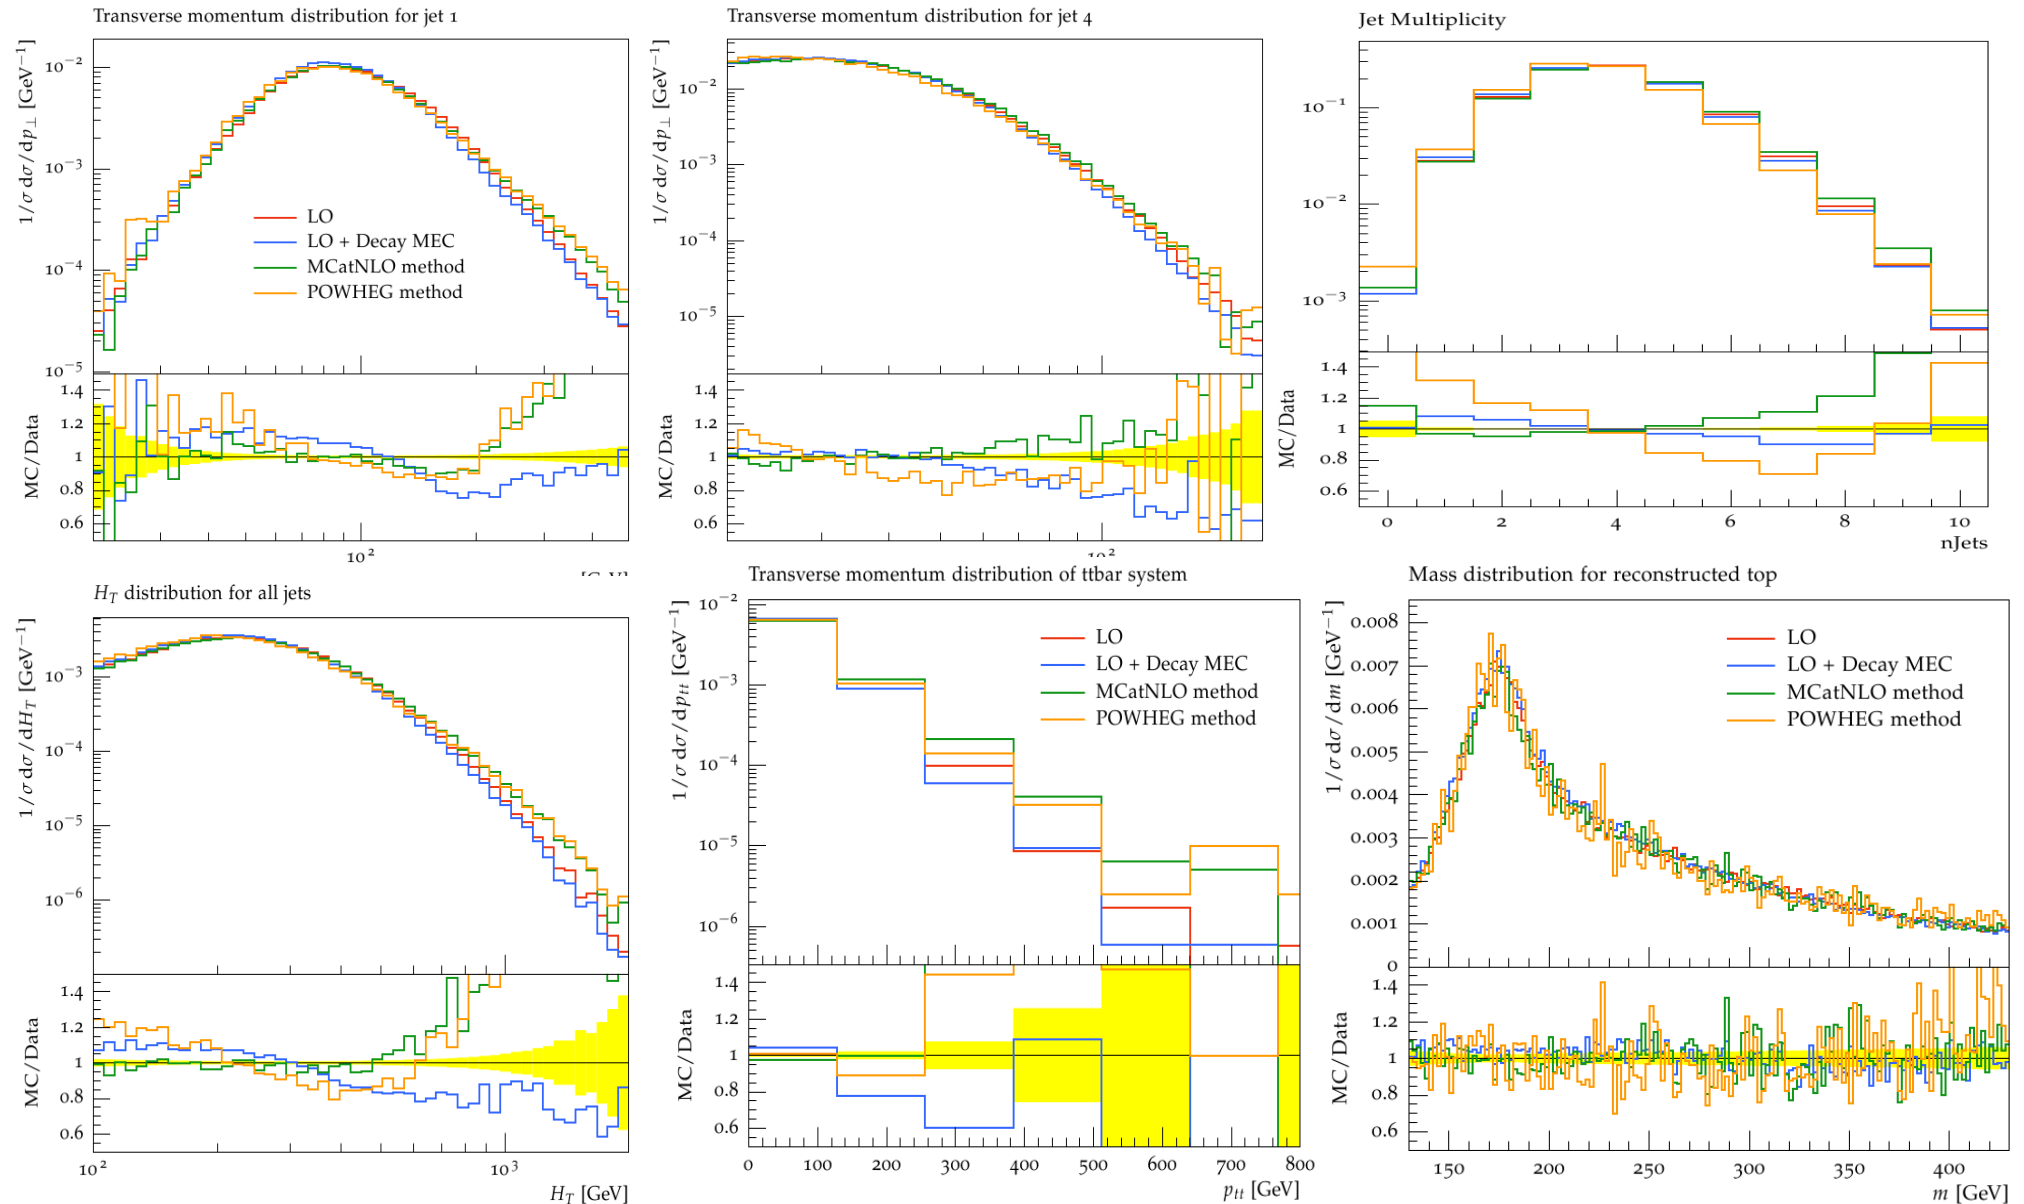 Transverse momentum distribution for jet 1
1/σ dσ/dp⊥ [GeV⁻¹]
10⁻²
10⁻³
10⁻⁴
10⁻⁵
LO
LO + Decay MEC
MCatNLO method
POWHEG method
MC/Data
1.4
1.2
1
0.8
0.6
10²
Transverse momentum distribution for jet 4
1/σ dσ/dp⊥ [GeV⁻¹]
10⁻²
10⁻³
10⁻⁴
10⁻⁵
MC/Data
1.4
1.2
1
0.8
0.6
Jet Multiplicity
10⁻¹
10⁻²
10⁻³
MC/Data
1.4
1.2
1
0.8
0.6
0 2 4 6 8 10
nJets
H_T distribution for all jets
1/σ dσ/dH_T [GeV⁻¹]
10⁻³
10⁻⁴
10⁻⁵
10⁻⁶
MC/Data
1.4
1.2
1
0.8
0.6
10² 10³
H_T [GeV]
Transverse momentum distribution of ttbar system
1/σ dσ/dp_tt [GeV⁻¹]
10⁻²
10⁻³
10⁻⁴
10⁻⁵
10⁻⁶
LO
LO + Decay MEC
MCatNLO method
POWHEG method
MC/Data
1.4
1.2
1
0.8
0.6
0 100 200 300 400 500 600 700 800
p_tt [GeV]
Mass distribution for reconstructed top
1/σ dσ/dm [GeV⁻¹]
0.008
0.007
0.006
0.005
0.004
0.003
0.002
0.001
0
LO
LO + Decay MEC
MCatNLO method
POWHEG method
MC/Data
1.4
1.2
1
0.8
0.6
150 200 250 300 350 400
m [GeV]